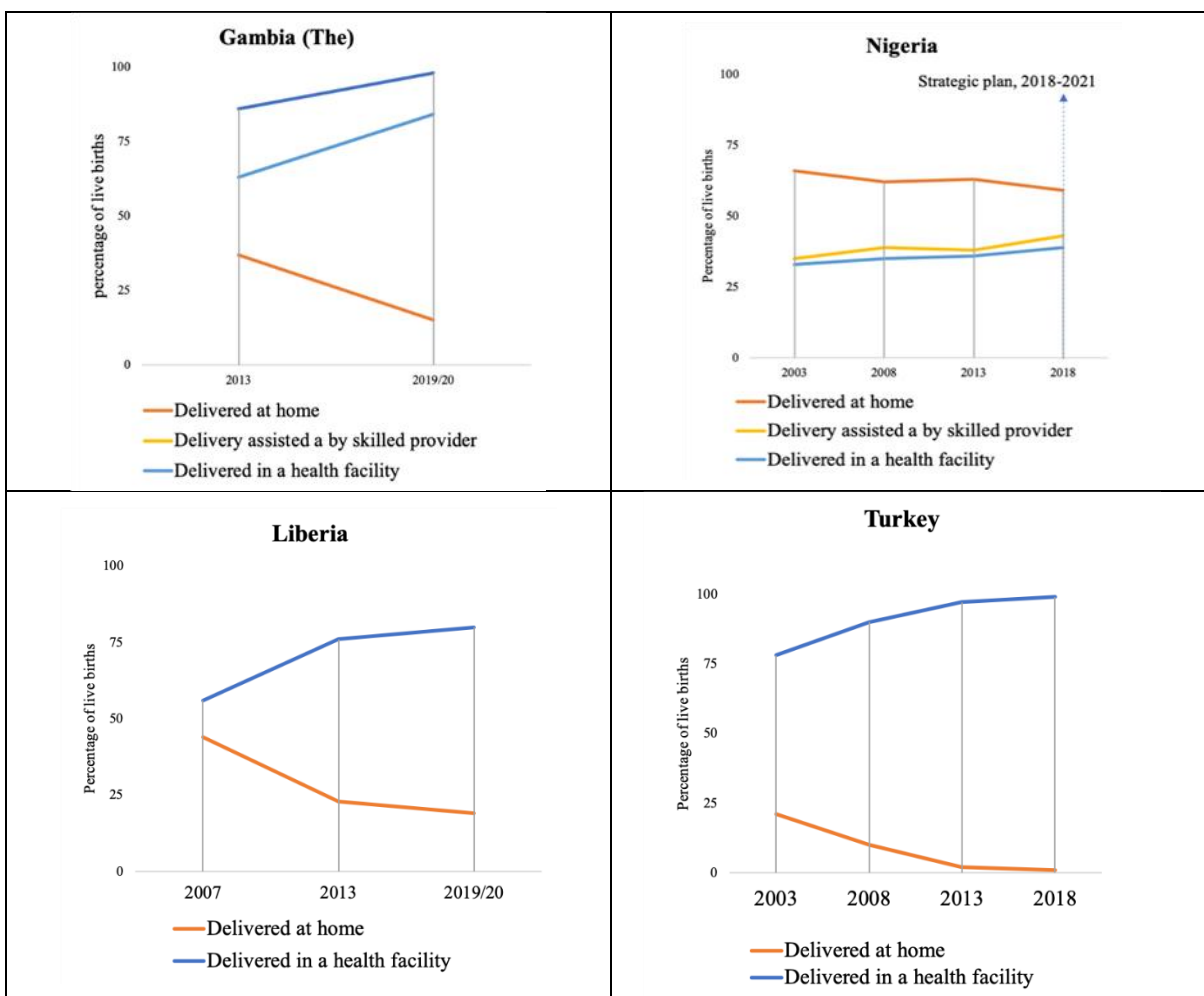 Gambia (The)
percentage of live births
100
75
50
25
0
2013
2019/20
Delivered at home
Delivery assisted a by skilled provider
Delivered in a health facility
Nigeria
Strategic plan, 2018-2021
Percentage of live births
100
75
50
25
0
2003
2008
2013
2018
Delivered at home
Delivery assisted a by skilled provider
Delivered in a health facility
Liberia
Percentage of live births
100
75
50
25
0
2007
2013
2019/20
Delivered at home
Delivered in a health facility
Turkey
Percentage of live births
100
75
50
25
0
2003
2008
2013
2018
Delivered at home
Delivered in a health facility